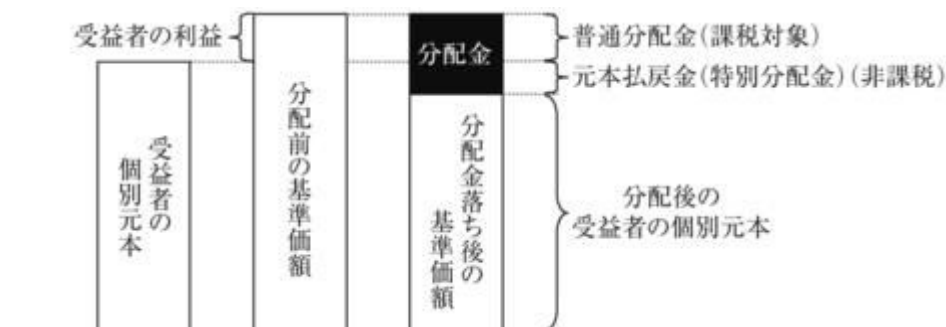 受益者の利益
分配金
普通分配金(課税対象)
元本払戻金(特別分配金)(非課税)
受益者の
個別元本
分配前の基準価額
分配金落ち後の
基準価額
分配後の
受益者の個別元本